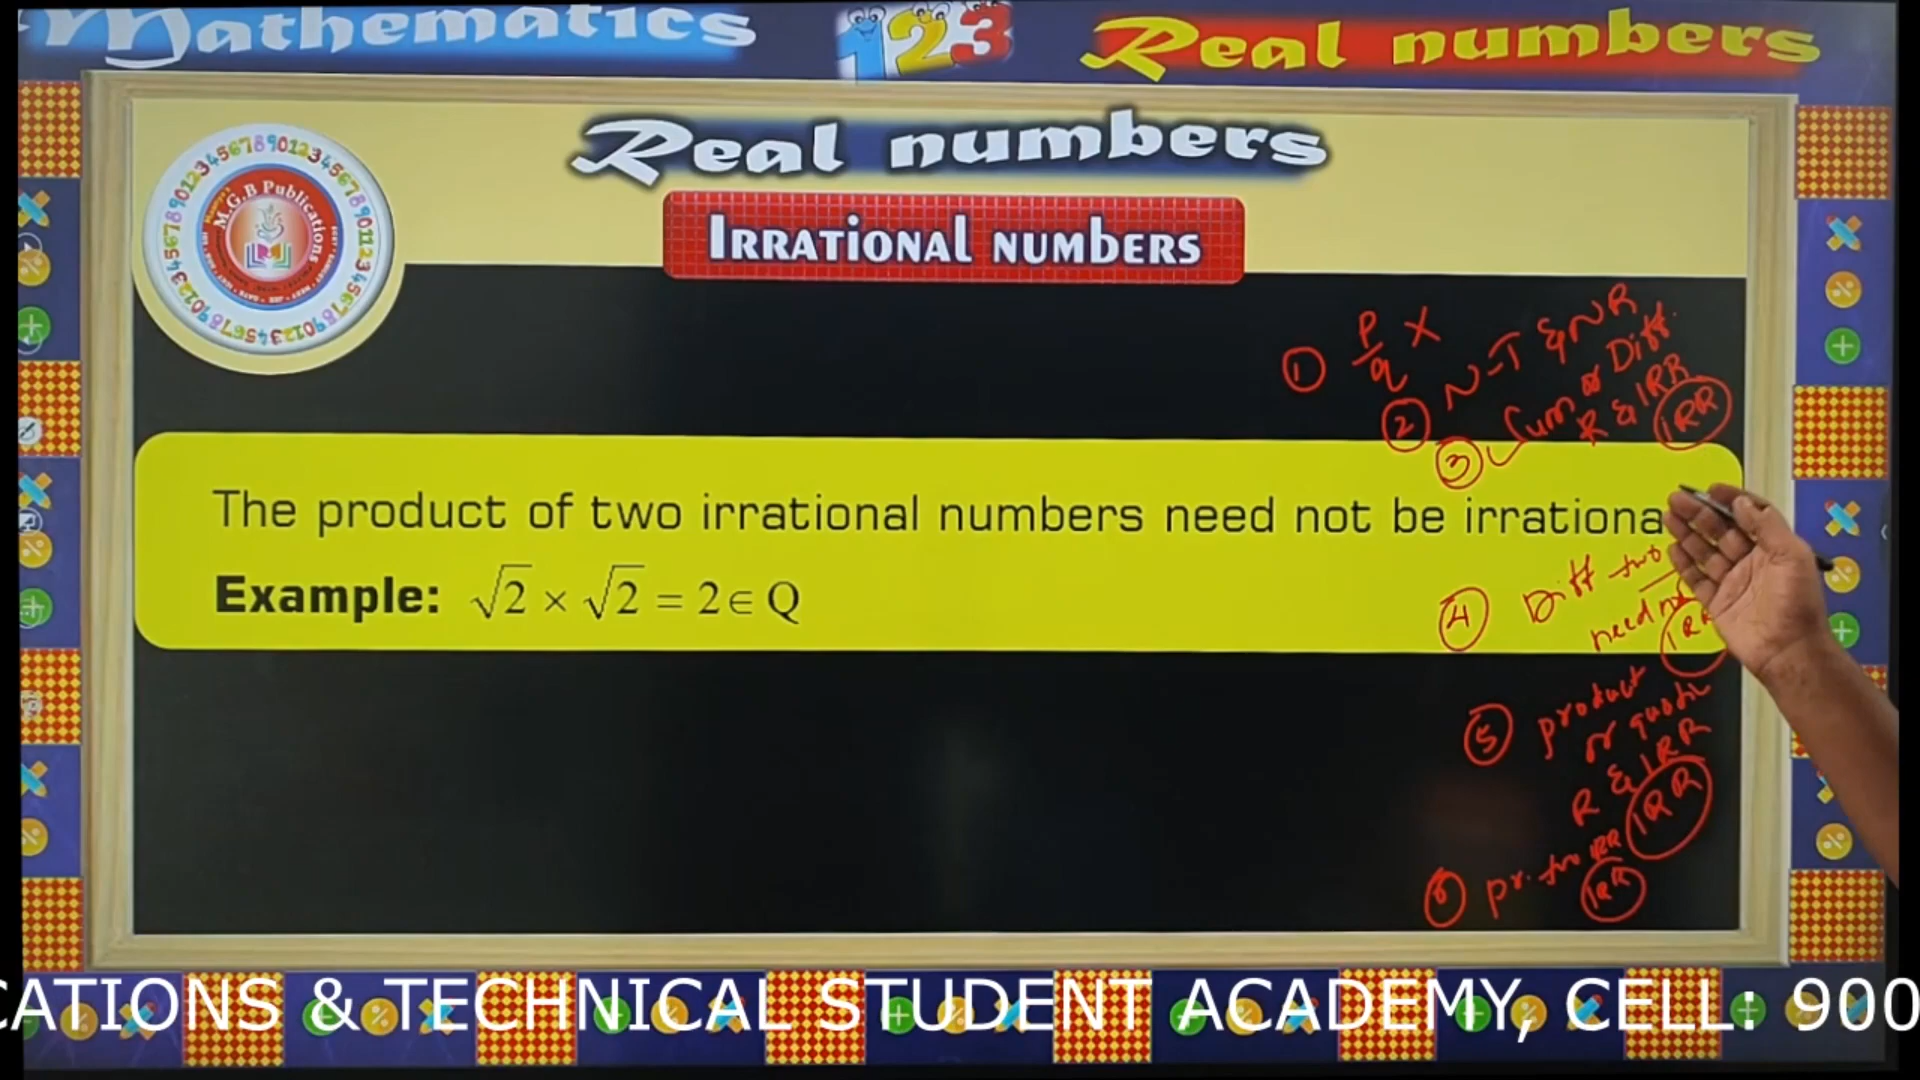 Mathematics
123
Real numbers
Real numbers
M.G.B Publications
IRRATIONAL NUMBERS
① P/q X
② N-T & NR
③ Sum or Diff.
R & IRR
IRR
The product of two irrational numbers need not be irrationa
Example: √2 × √2 = 2 ∈ Q
④ Diff two
need
IRR
⑤ product
or
R & IRR
IRR
⑥ pr. two IRR
IRR
CATIONS & TECHNICAL STUDENT ACADEMY, CELL: 900